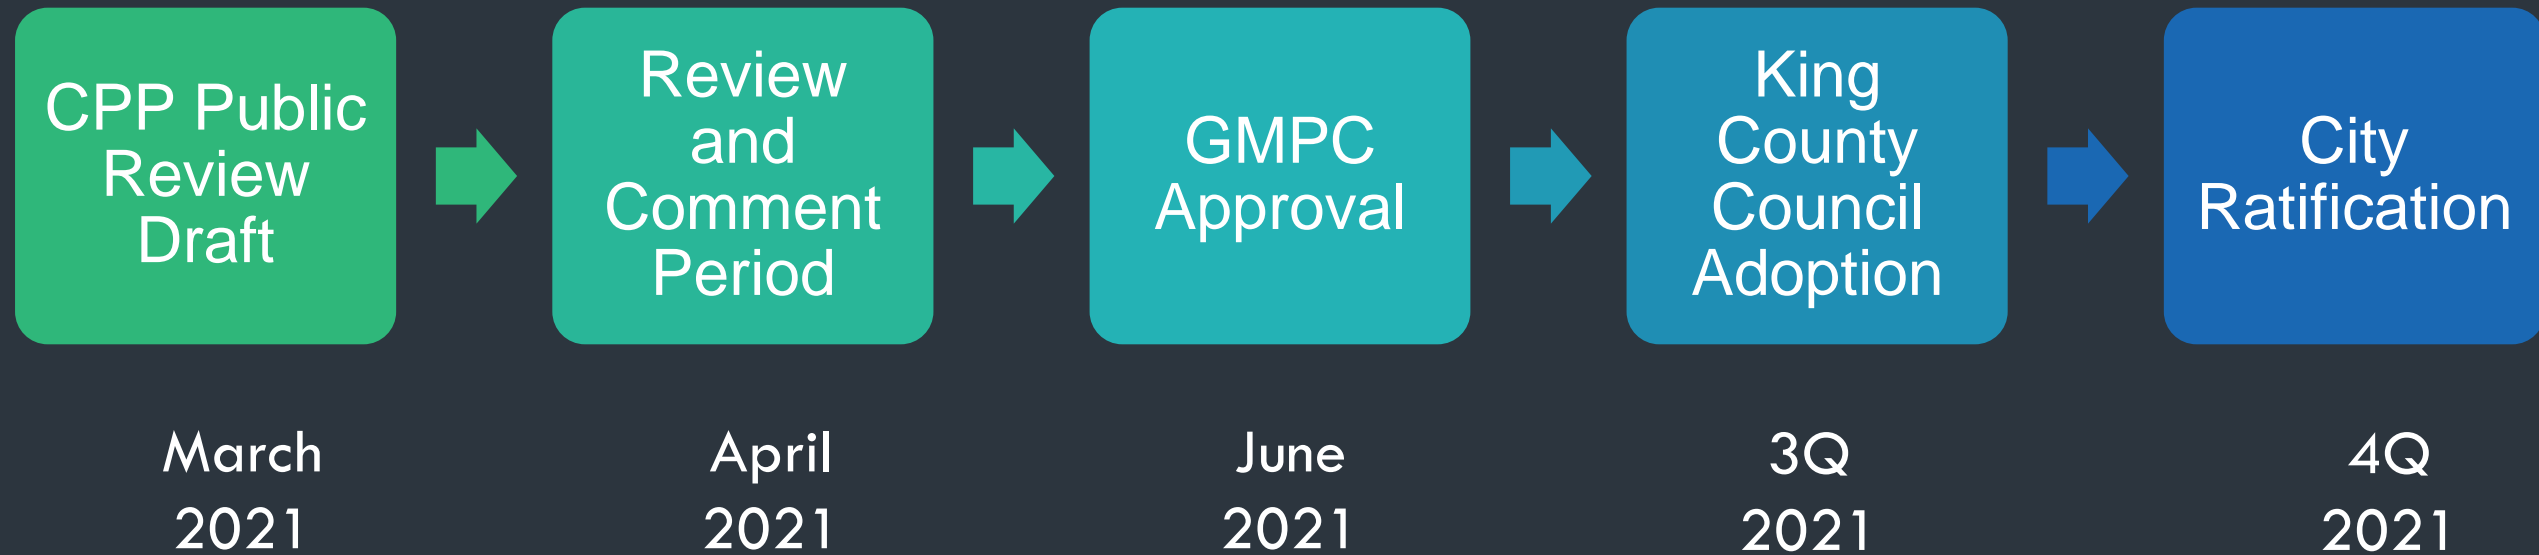 CPP Public
Review
Draft
Review
and
Comment
Period
GMPC
Approval
King
County
Council
Adoption
City
Ratification
March
2021
April
2021
June
2021
3Q
2021
4Q
2021